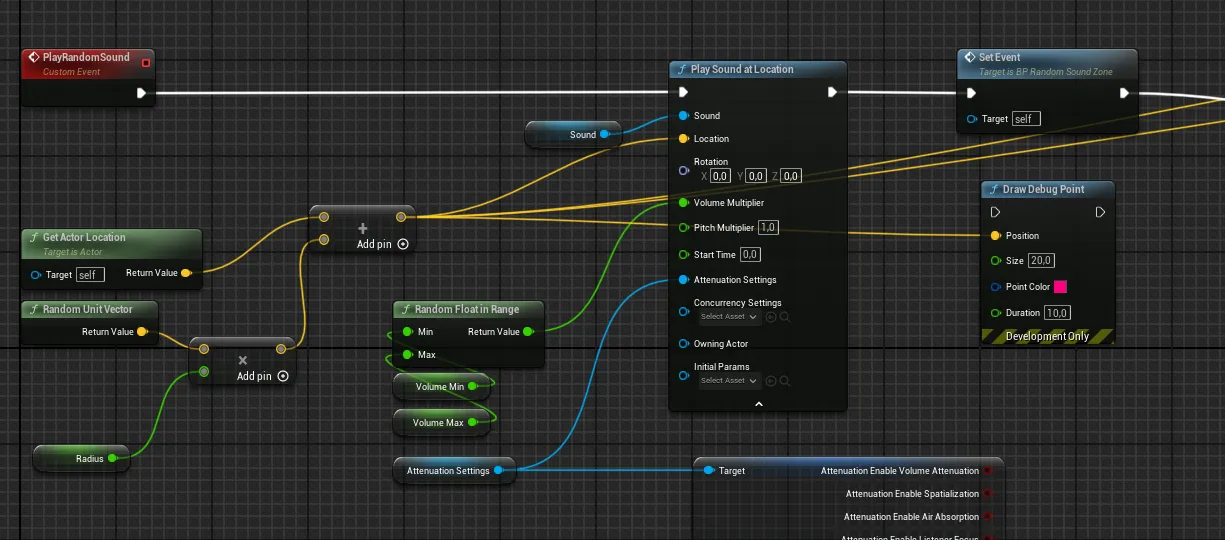 PlayRandomSound
Custom Event
Play Sound at Location
Set Event
Target is BP Random Sound Zone
Sound
Sound
Target self
Location
Rotation
X 0,0 Y 0,0 Z 0,0
Draw Debug Point
Volume Multiplier
Get Actor Location
Target is Actor
Add pin
Pitch Multiplier 1,0
Position
Start Time 0,0
Size 20,0
Target self Return Value
Attenuation Settings
Point Color
Random Unit Vector
Return Value
Random Float in Range
Min Return Value
Max
Concurrency Settings
Select Asset
Duration 10,0
Development Only
Owning Actor
x
Add pin
Initial Params
Select Asset
Volume Min
Volume Max
Radius
Attenuation Settings
Target Attenuation Enable Volume Attenuation
Attenuation Enable Spatialization
Attenuation Enable Air Absorption
Attenuation Enable Listener Focus